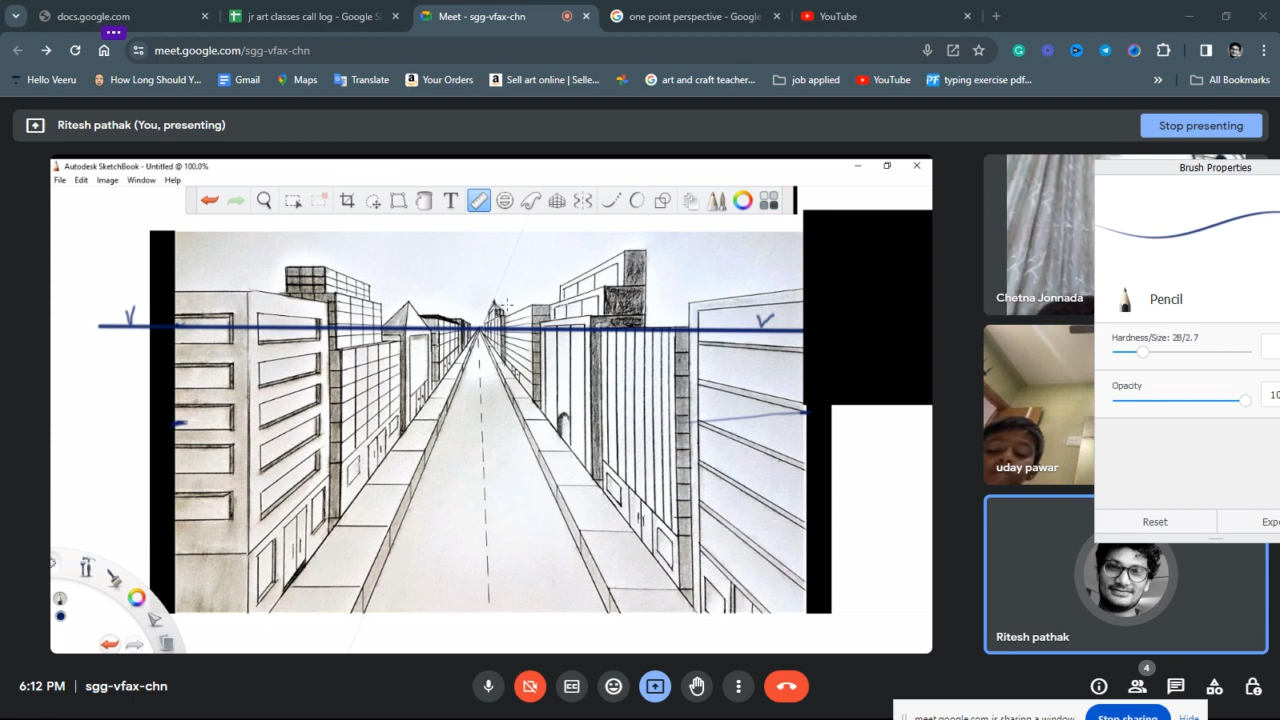 docs.google.com
jr art classes call log - Google S
Meet - sgg-vfax-chn
one point perspective - Google
YouTube
meet.google.com/sgg-vfax-chn
Hello Veeru
How Long Should Y...
Gmail
Maps
Translate
Your Orders
Sell art online | Selle...
art and craft teacher...
job applied
YouTube
typing exercise pdf...
All Bookmarks
Ritesh pathak (You, presenting)
Stop presenting
Autodesk SketchBook - Untitled @ 100.0%
File Edit Image Window Help
V
V
Brush Properties
Pencil
Hardness/Size: 2B/2.7
Opacity
10
Reset
Expo
Chetna Jonnada
uday pawar
Ritesh pathak
6:12 PM | sgg-vfax-chn
4
meet.google.com is sharing a window.
Stop sharing
Hide